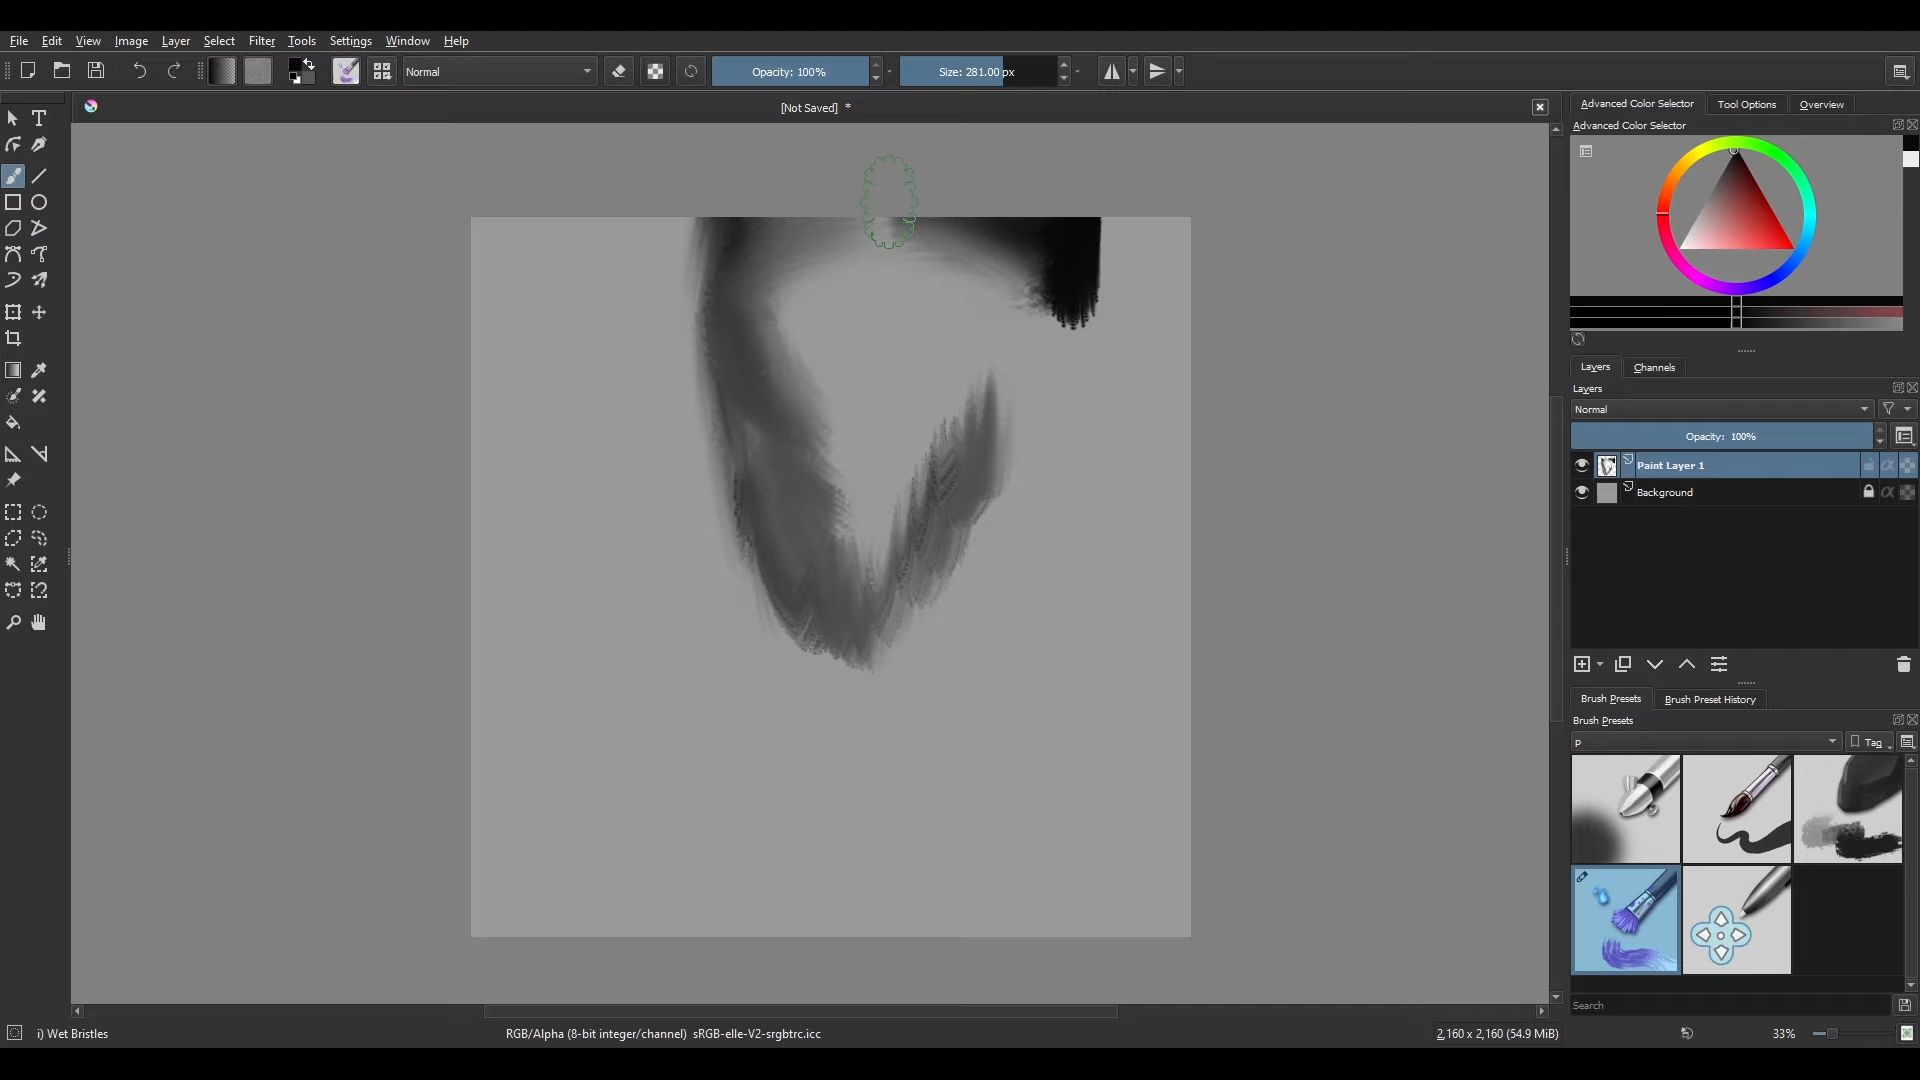 File Edit View Image Layer Select Filter Tools Settings Window Help
Normal Opacity: 100% Size: 281.00 px
[Not Saved] *
Advanced Color Selector Tool Options Overview
Advanced Color Selector
Layers Channels
Layers
Normal
Opacity: 100%
Paint Layer 1
Background
Brush Presets Brush Preset History
Brush Presets
p Tag
Search
i) Wet Bristles RGB/Alpha (8-bit integer/channel) sRGB-elle-V2-srgbtrc.icc 2,160 x 2,160 (54.9 MiB) 33%